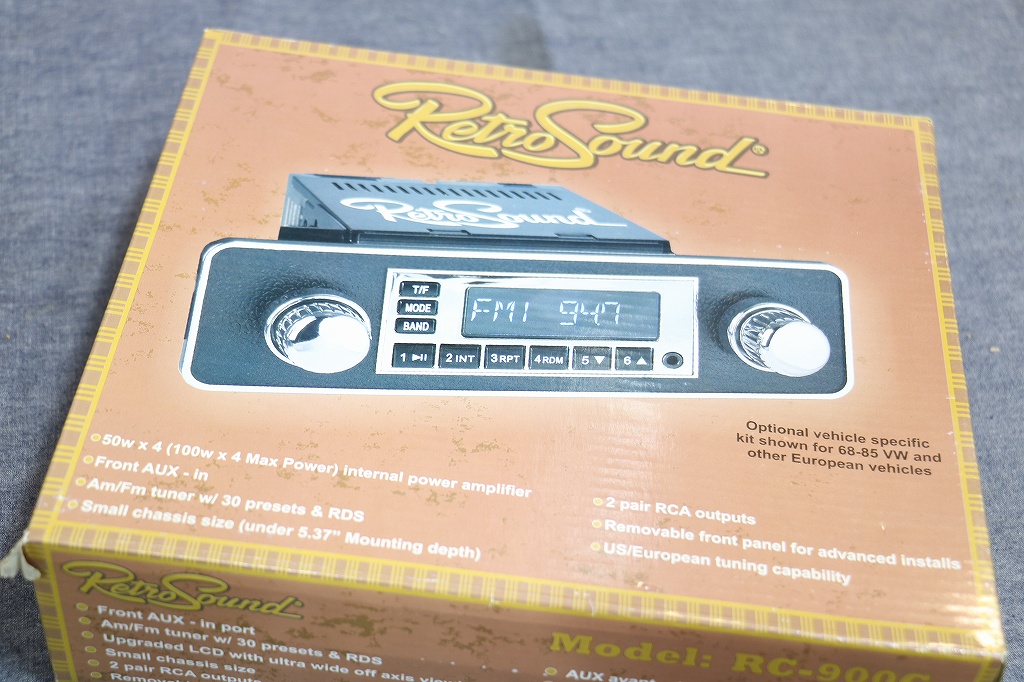 RetroSound®
RetroSound
T/F
MODE
BAND
FM1 947
1 ▶II
2 INT
3 RPT
4 RDM
5 ▼
6 ▲
Optional vehicle specific
kit shown for 68-85 VW and
other European vehicles
50w x 4 (100w x 4 Max Power) internal power amplifier
Front AUX - in
Am/Fm tuner w/ 30 presets & RDS
Small chassis size (under 5.37" Mounting depth)
2 pair RCA outputs
Removable front panel for advanced installs
US/European tuning capability
RetroSound
Front AUX - in port
Am/Fm tuner w/ 30 presets & RDS
Upgraded LCD with ultra wide off axis
Small chassis size
2 pair RCA outputs
Model: RC-900C
AUX avant